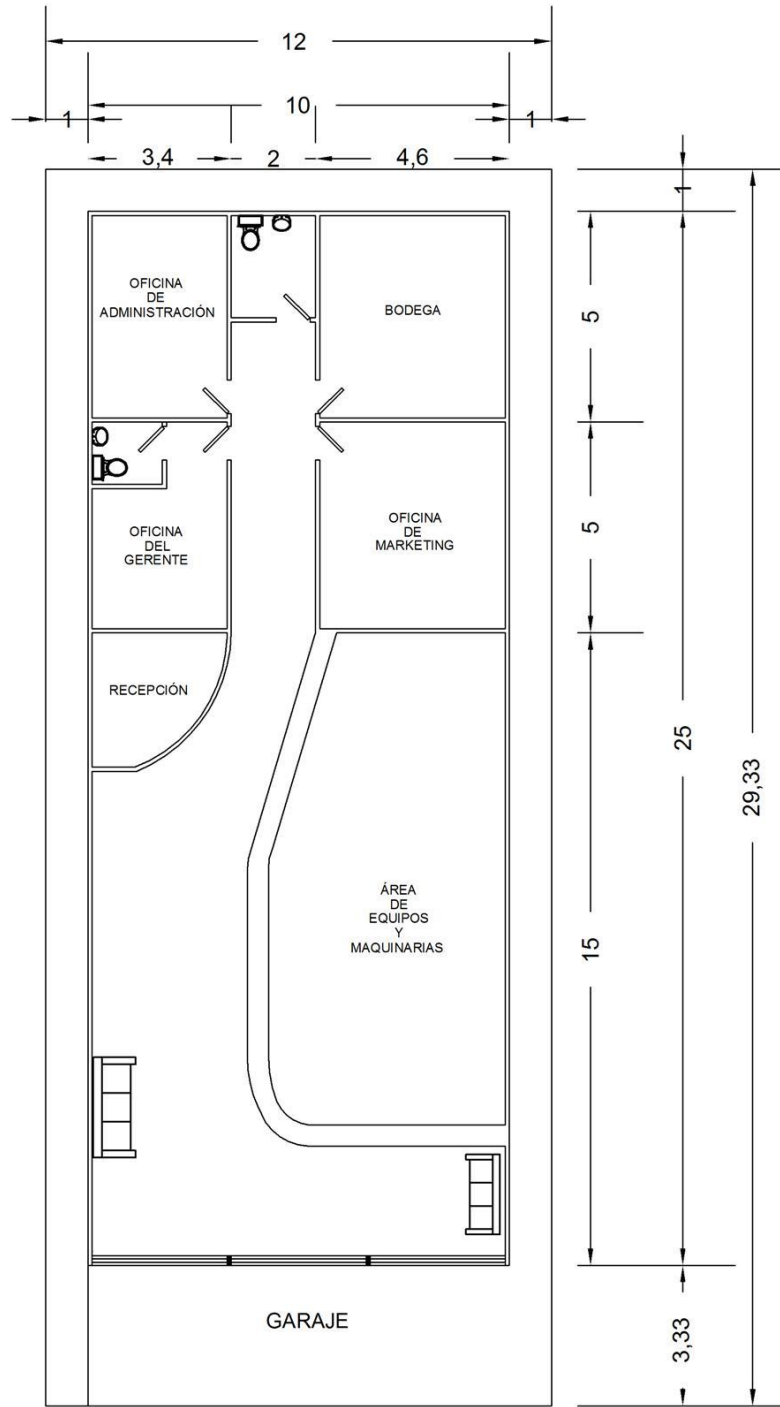 12
10
1
1
3,4
2
4,6
1
OFICINA
DE
ADMINISTRACIÓN
BODEGA
5
OFICINA
DEL
GERENTE
OFICINA
DE
MARKETING
5
RECEPCIÓN
25
29,33
ÁREA
DE
EQUIPOS
Y
MAQUINARIAS
15
GARAJE
3,33